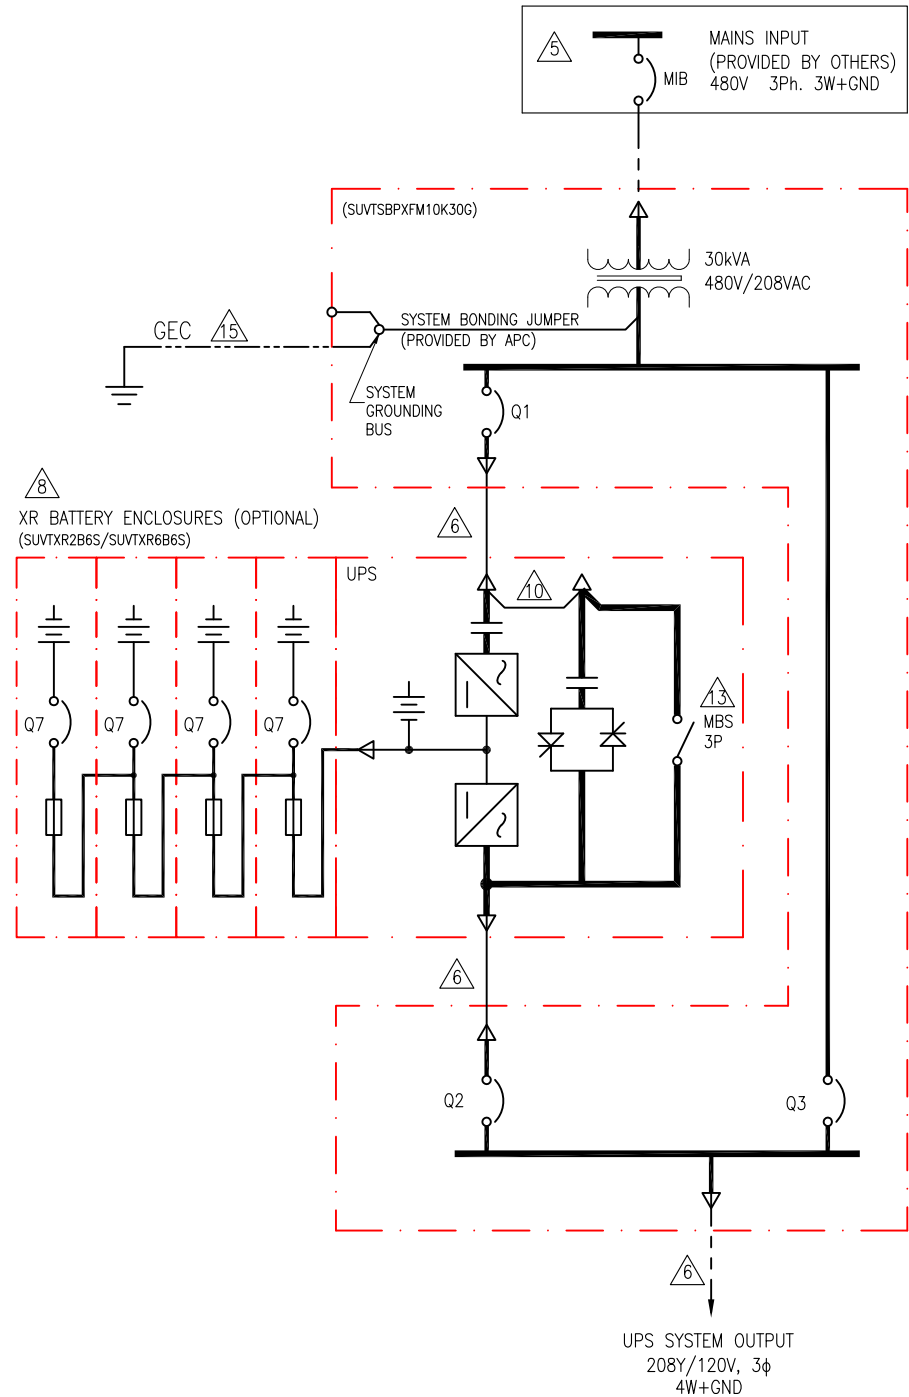 5
MAINS INPUT
(PROVIDED BY OTHERS)
480V 3Ph. 3W+GND
MIB
(SUVTSBPXFM10K30G)
30kVA
480V/208VAC
GEC
15
SYSTEM BONDING JUMPER
(PROVIDED BY APC)
SYSTEM
GROUNDING
BUS
Q1
8
XR BATTERY ENCLOSURES (OPTIONAL)
(SUVTXR2B6S/SUVTXR6B6S)
6
UPS
10
Q7
Q7
Q7
Q7
13
MBS
3P
6
Q2
Q3
6
UPS SYSTEM OUTPUT
208Y/120V, 3ϕ
4W+GND